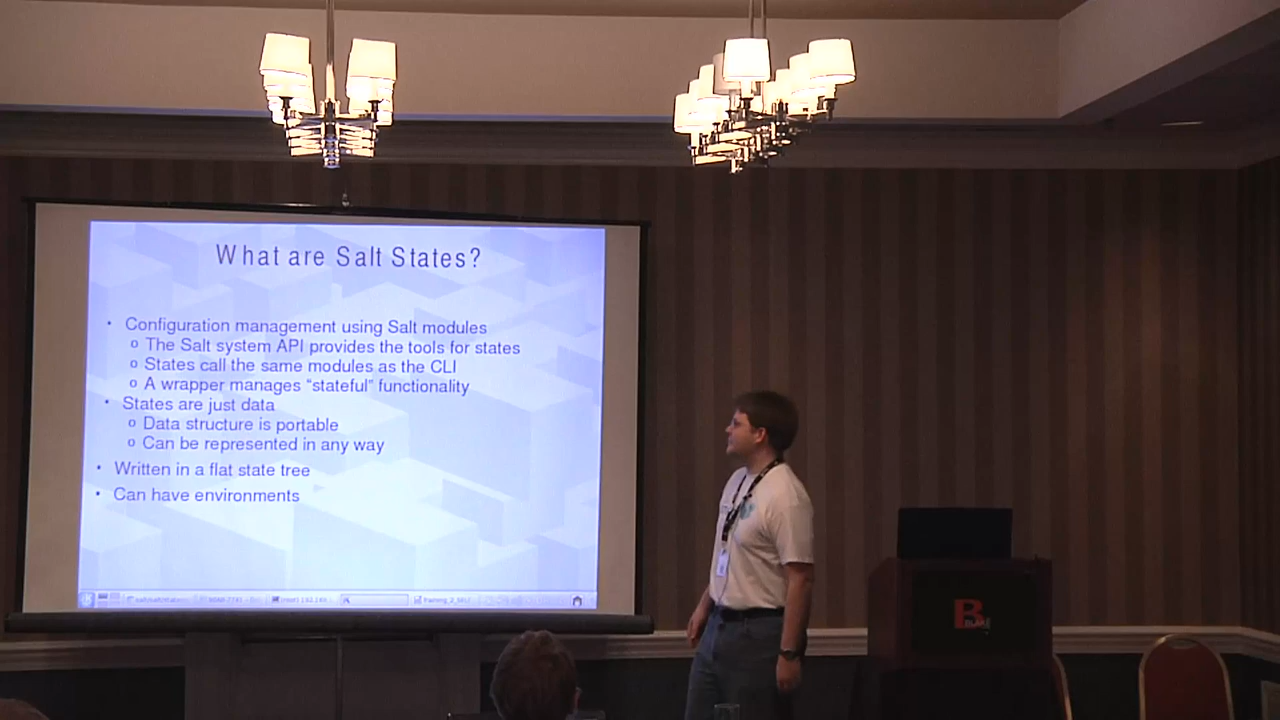 What are Salt States?
• Configuration management using Salt modules
o The Salt system API provides the tools for states
o States call the same modules as the CLI
o A wrapper manages “stateful” functionality
• States are just data
o Data structure is portable
o Can be represented in any way
• Written in a flat state tree
• Can have environments
B